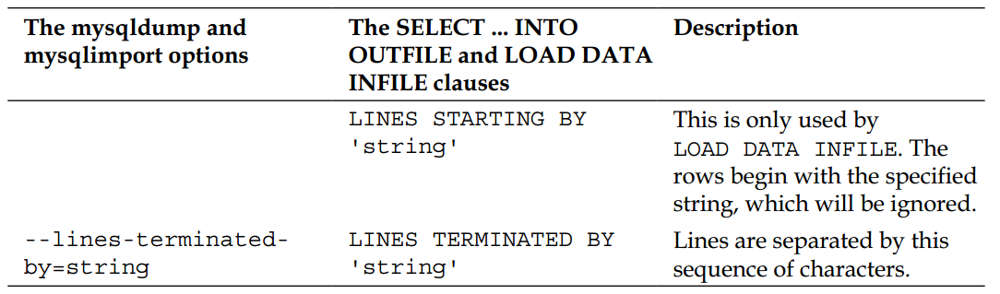 The mysqldump and
mysqlimport options
The SELECT ... INTO
OUTFILE and LOAD DATA
INFILE clauses
Description
LINES STARTING BY
'string'
This is only used by
LOAD DATA INFILE. The
rows begin with the specified
string, which will be ignored.
--lines-terminated-
by=string
LINES TERMINATED BY
'string'
Lines are separated by this
sequence of characters.